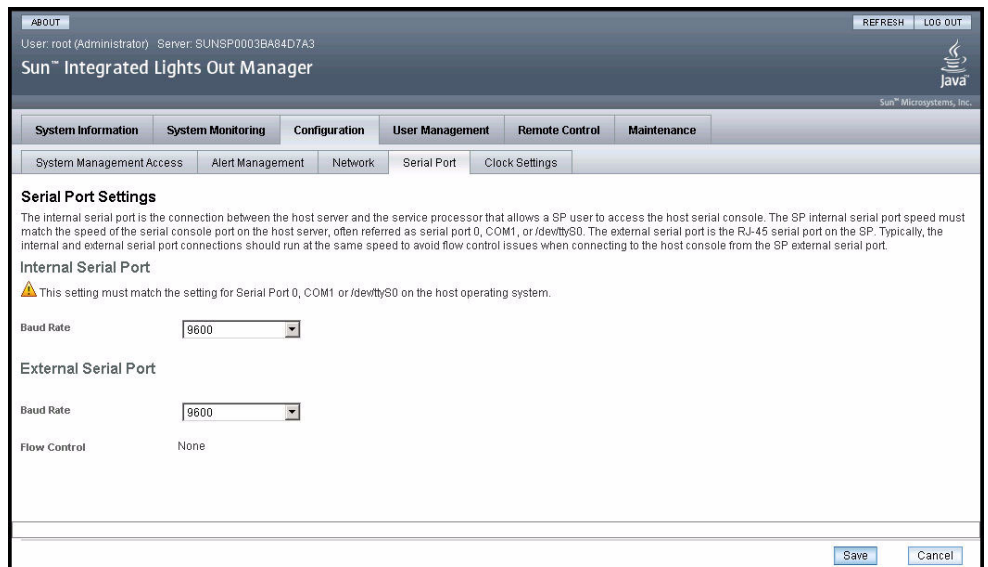 ABOUT
REFRESH LOG OUT
User: root (Administrator) Server: SUNSP0003BA84D7A3
Sun™ Integrated Lights Out Manager
Java™
Sun™ Microsystems, Inc.
System Information System Monitoring Configuration User Management Remote Control Maintenance
System Management Access Alert Management Network Serial Port Clock Settings
Serial Port Settings
The internal serial port is the connection between the host server and the service processor that allows a SP user to access the host serial console. The SP internal serial port speed must
match the speed of the serial console port on the host server, often referred as serial port 0, COM1, or /dev/ttyS0. The external serial port is the RJ-45 serial port on the SP. Typically, the
internal and external serial port connections should run at the same speed to avoid flow control issues when connecting to the host console from the SP external serial port.
Internal Serial Port
This setting must match the setting for Serial Port 0, COM1 or /dev/ttyS0 on the host operating system.
Baud Rate 9600
External Serial Port
Baud Rate 9600
Flow Control None
Save Cancel